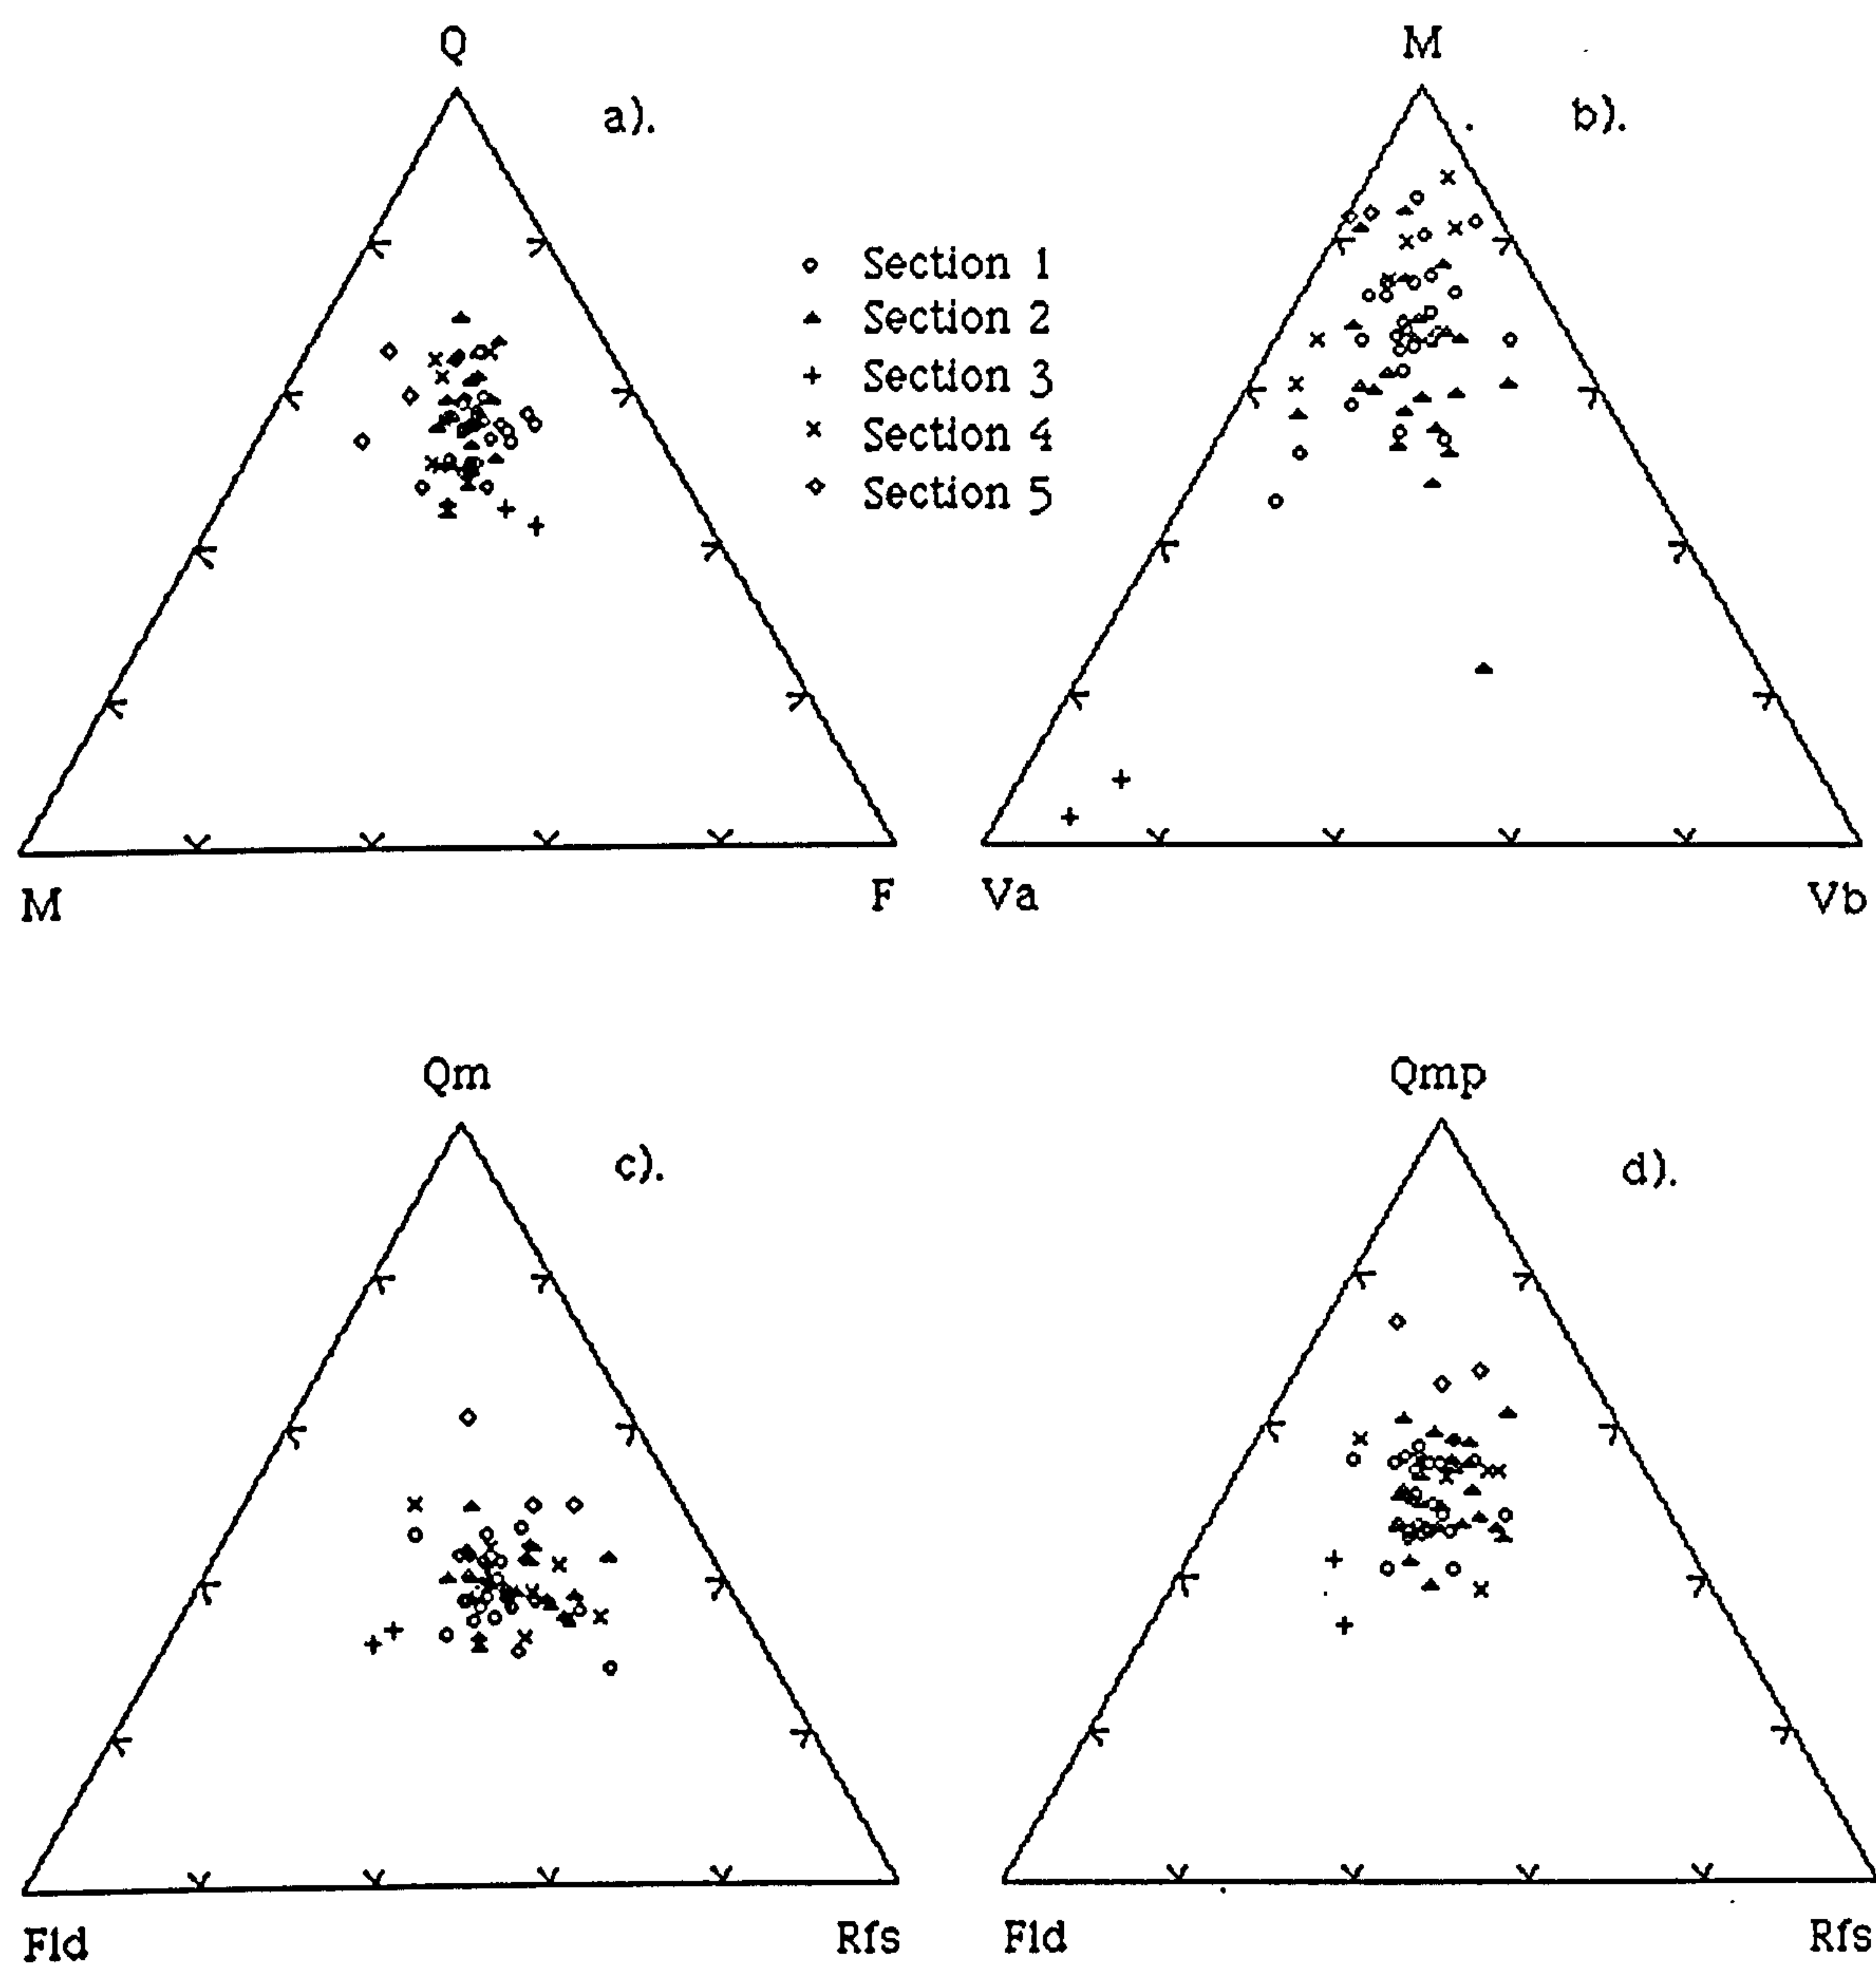 Q
a).
M
F
Section 1
Section 2
Section 3
Section 4
Section 5
M
b).
Va
Vb
Qm
c).
Fld
Rfs
Qmp
d).
Fld
Rfs